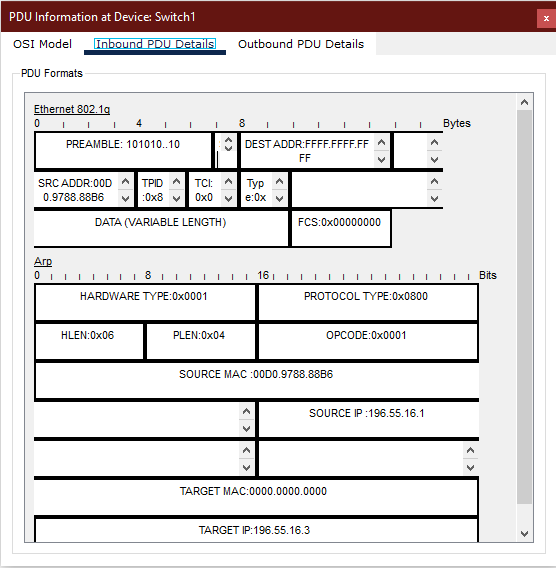 PDU Information at Device: Switch1
x
OSI Model Inbound PDU Details Outbound PDU Details
PDU Formats
Ethernet 802.1q
0 4 8 Bytes
PREAMBLE: 101010..10
DEST ADDR:FFFF.FFFF.FF
FF
SRC ADDR:00D
0.9788.88B6
TPID
:0x8
TCI:
0x0
Typ
e:0x
DATA (VARIABLE LENGTH) FCS:0x00000000
Arp
0 8 16 Bits
HARDWARE TYPE:0x0001 PROTOCOL TYPE:0x0800
HLEN:0x06 PLEN:0x04 OPCODE:0x0001
SOURCE MAC :00D0.9788.88B6
SOURCE IP :196.55.16.1
TARGET MAC:0000.0000.0000
TARGET IP:196.55.16.3